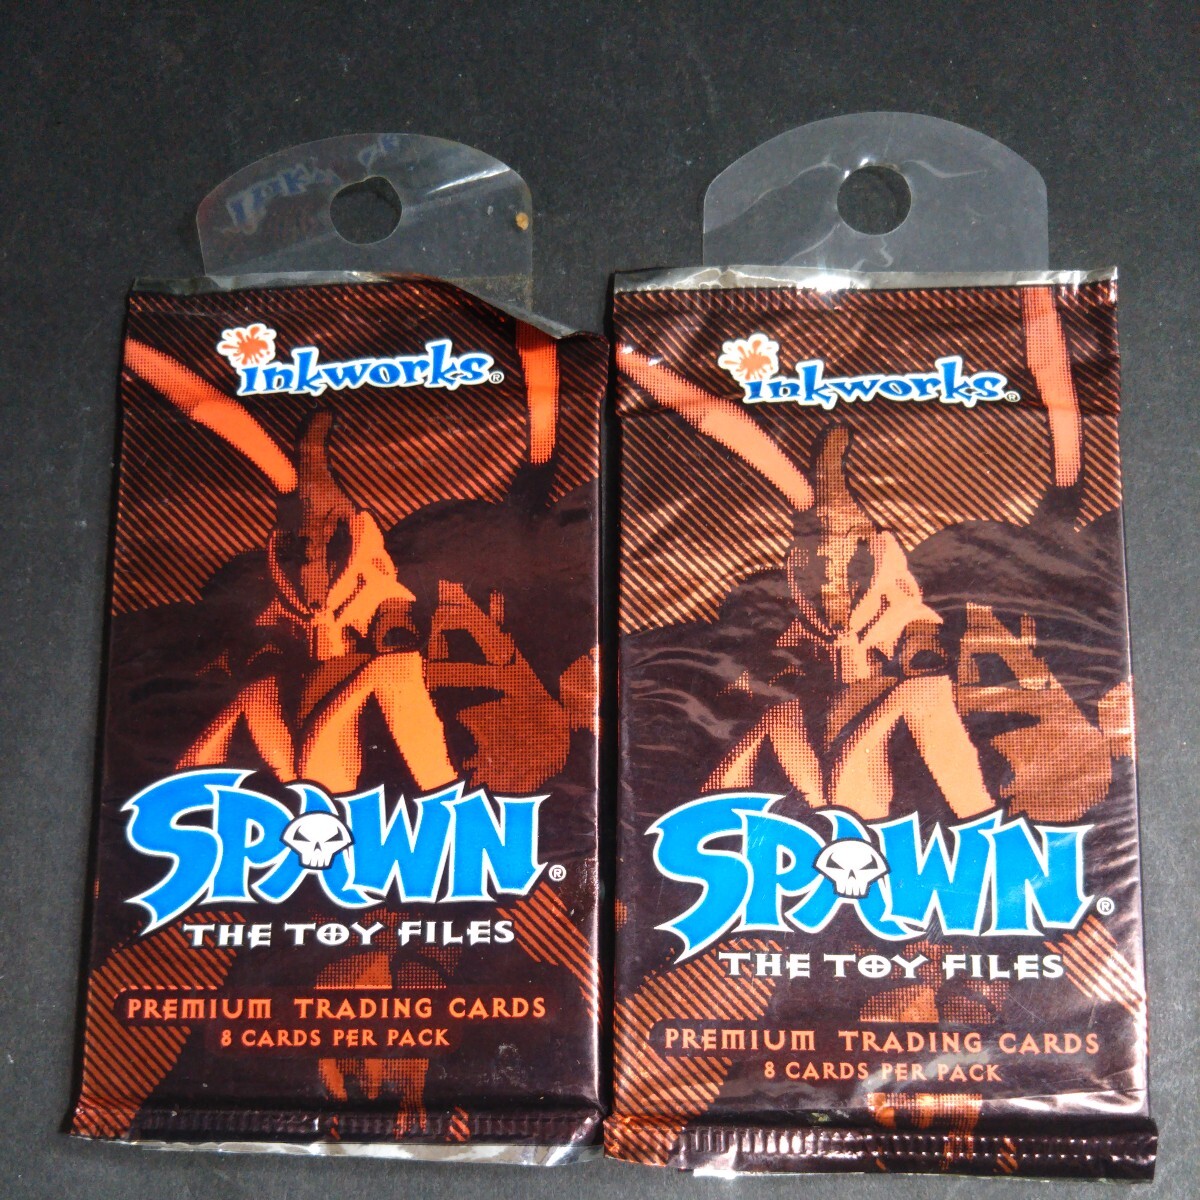 inkworks®
SPAWN®
THE TOY FILES
PREMIUM TRADING CARDS
8 CARDS PER PACK
inkworks®
SPAWN®
THE TOY FILES
PREMIUM TRADING CARDS
8 CARDS PER PACK